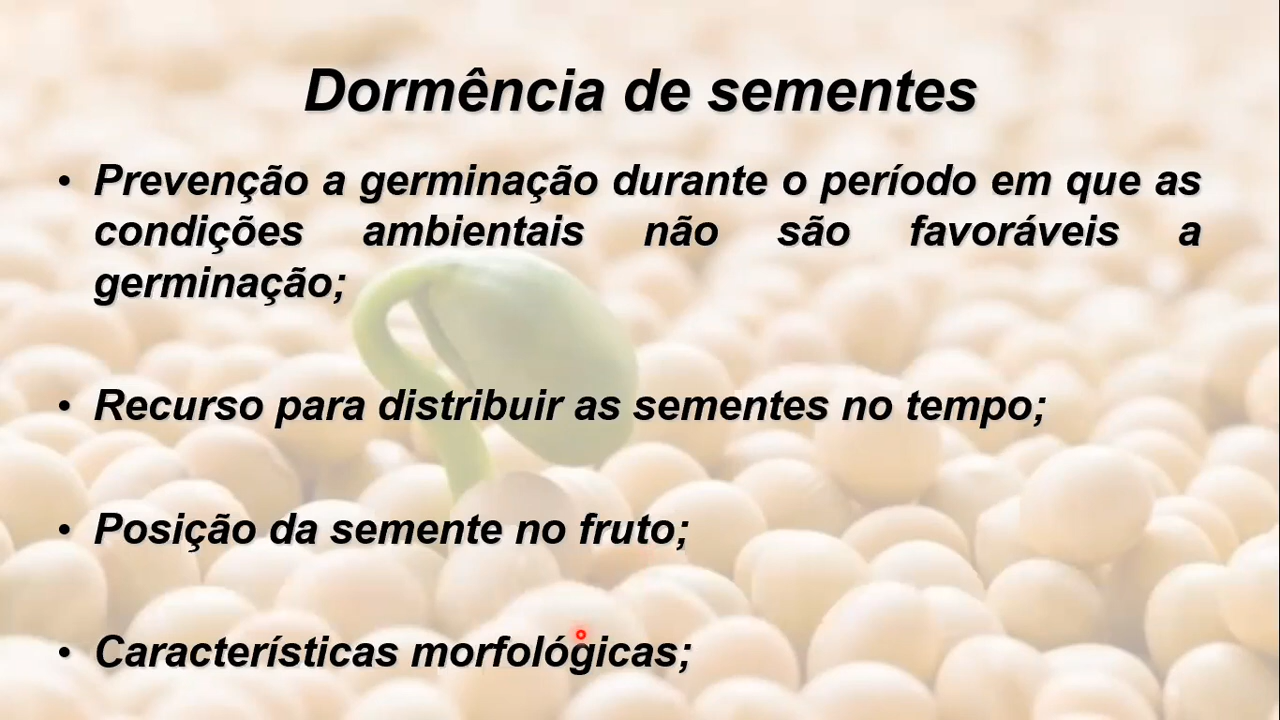 Dormência de sementes
• Prevenção a germinação durante o período em que as
condições ambientais não são favoráveis a
germinação;
• Recurso para distribuir as sementes no tempo;
• Posição da semente no fruto;
• Características morfológicas;